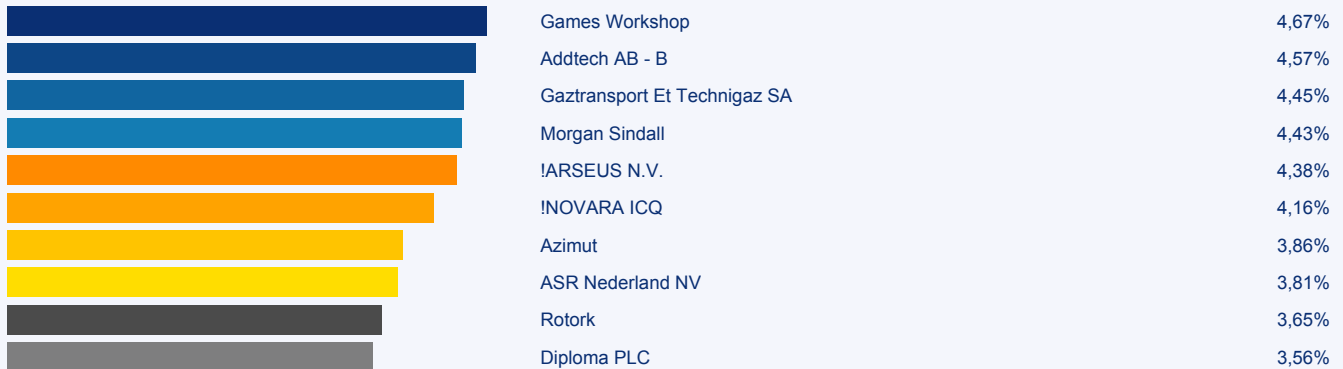 Games Workshop 4,67%
Addtech AB - B 4,57%
Gaztransport Et Technigaz SA 4,45%
Morgan Sindall 4,43%
!ARSEUS N.V. 4,38%
!NOVARA ICQ 4,16%
Azimut 3,86%
ASR Nederland NV 3,81%
Rotork 3,65%
Diploma PLC 3,56%